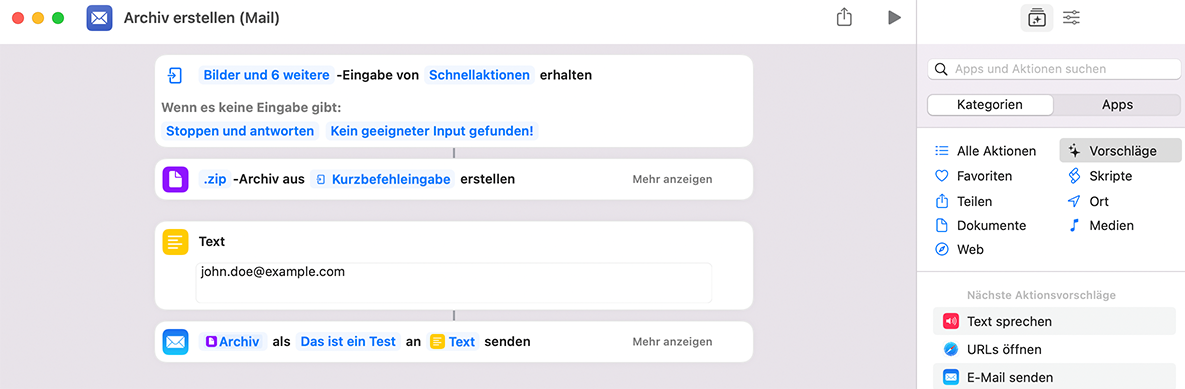 Archiv erstellen (Mail)
Bilder und 6 weitere -Eingabe von Schnellaktionen erhalten
Wenn es keine Eingabe gibt:
Stoppen und antworten Kein geeigneter Input gefunden!
.zip -Archiv aus Kurzbefehleingabe erstellen Mehr anzeigen
Text
john.doe@example.com
Archiv als Das ist ein Test an Text senden Mehr anzeigen
Apps und Aktionen suchen
Kategorien Apps
Alle Aktionen Vorschläge
Favoriten Skripte
Teilen Ort
Dokumente Medien
Web
Nächste Aktionsvorschläge
Text sprechen
URLs öffnen
E-Mail senden